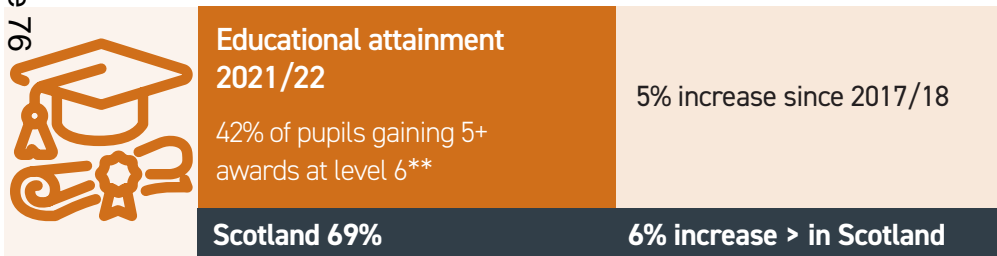 e 76
Educational attainment
2021/22
42% of pupils gaining 5+
awards at level 6**
5% increase since 2017/18
Scotland 69%
6% increase > in Scotland